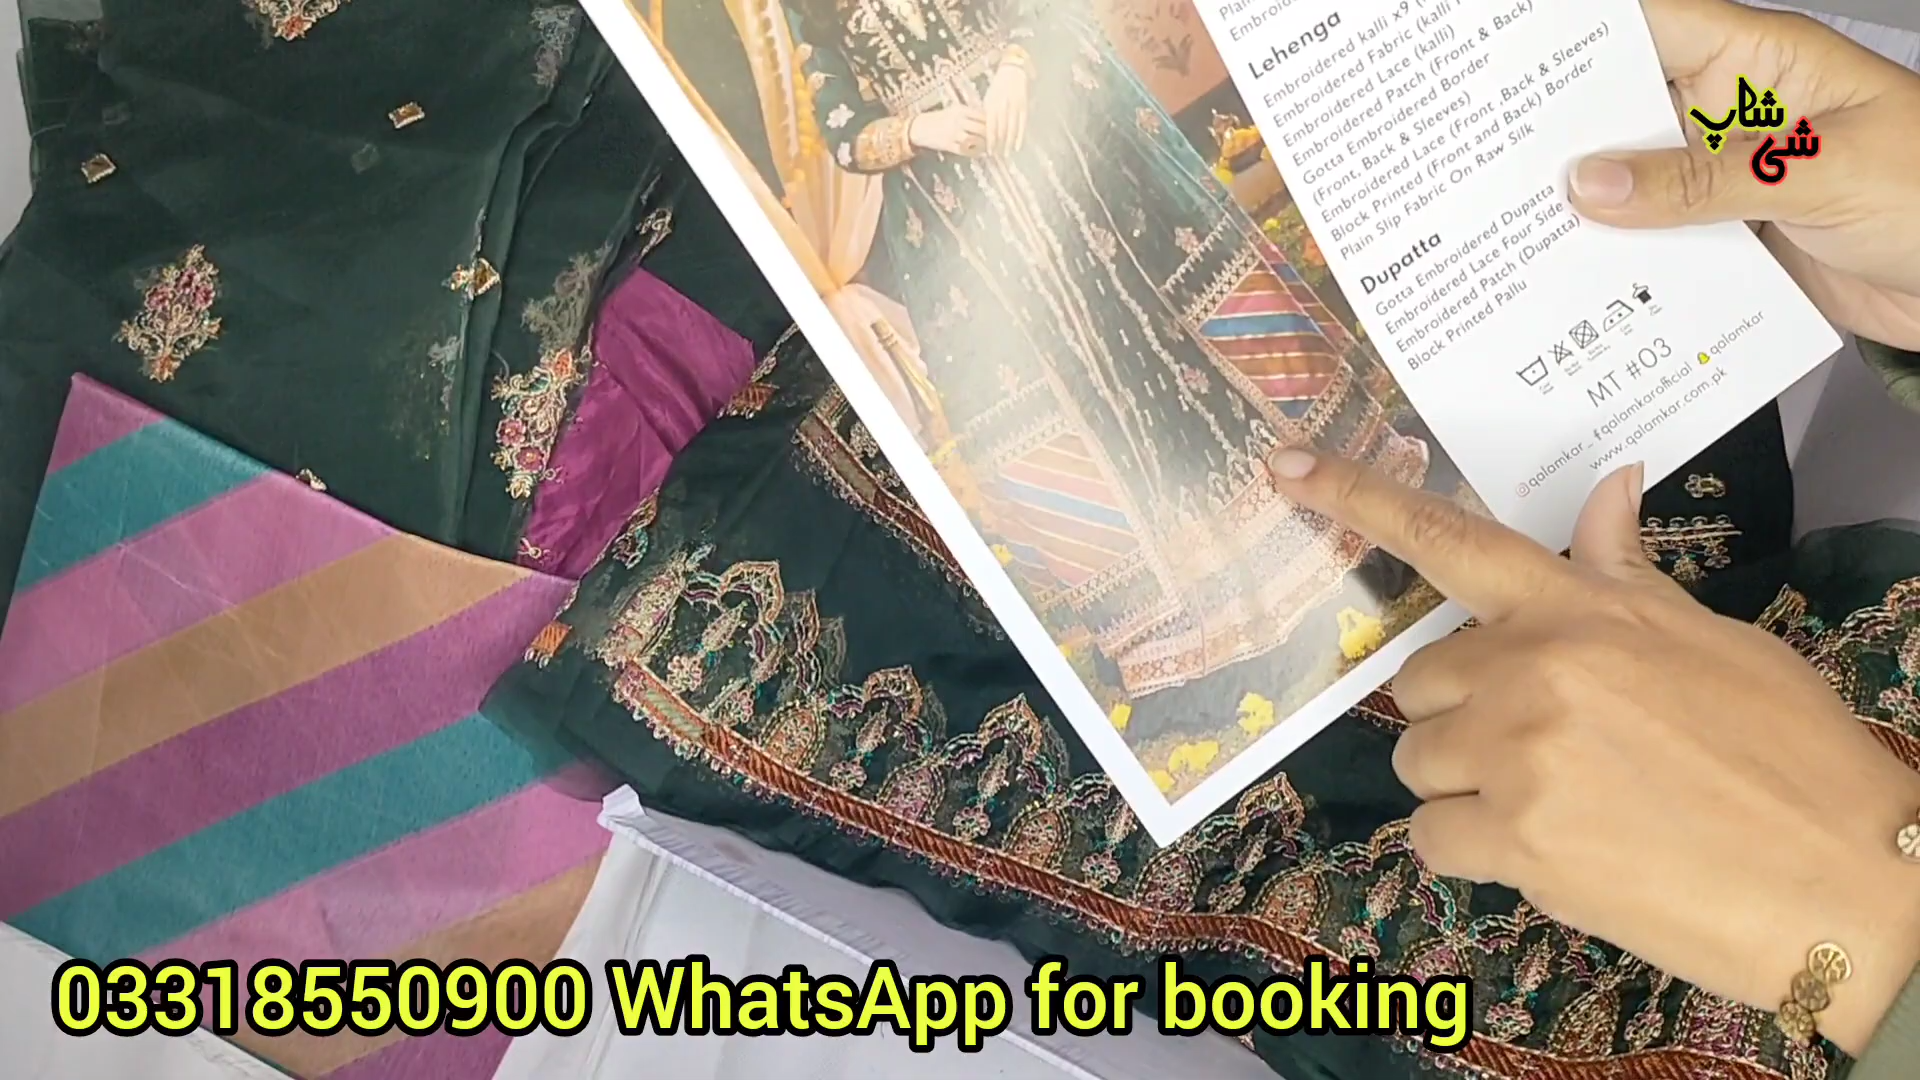 Plain
Embroid
Lehenga
Embroidered kalli x9
Embroidered Fabric (kalli
Embroidered Lace (kalli)
Embroidered Patch (Front & Back)
Gotta Embroidered Border
(Front, Back & Sleeves)
Embroidered Lace (Front ,Back & Sleeves)
Block Printed (Front and Back) Border
Plain Slip Fabric On Raw Silk
Dupatta
Gotta Embroidered Dupatta
Embroidered Lace Four Side
Embroidered Patch (Dupatta)
Block Printed Pallu
MT #03
qalamkar_ qalamkarofficial qalamkar
www.qalamkar.com.pk
شاپ
شی
03318550900 WhatsApp for booking